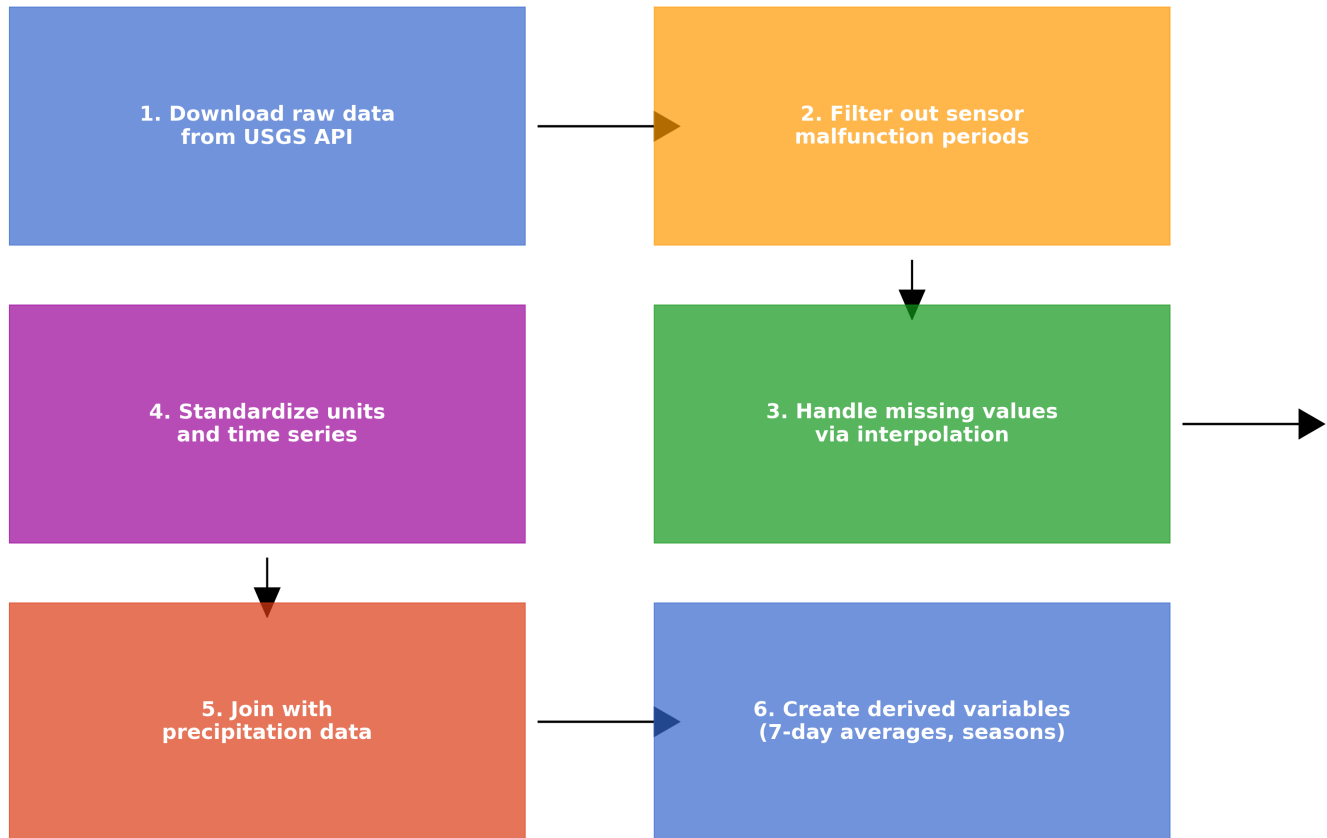 1. Download raw data
from USGS API
2. Filter out sensor
malfunction periods
4. Standardize units
and time series
3. Handle missing values
via interpolation
5. Join with
precipitation data
6. Create derived variables
(7-day averages, seasons)